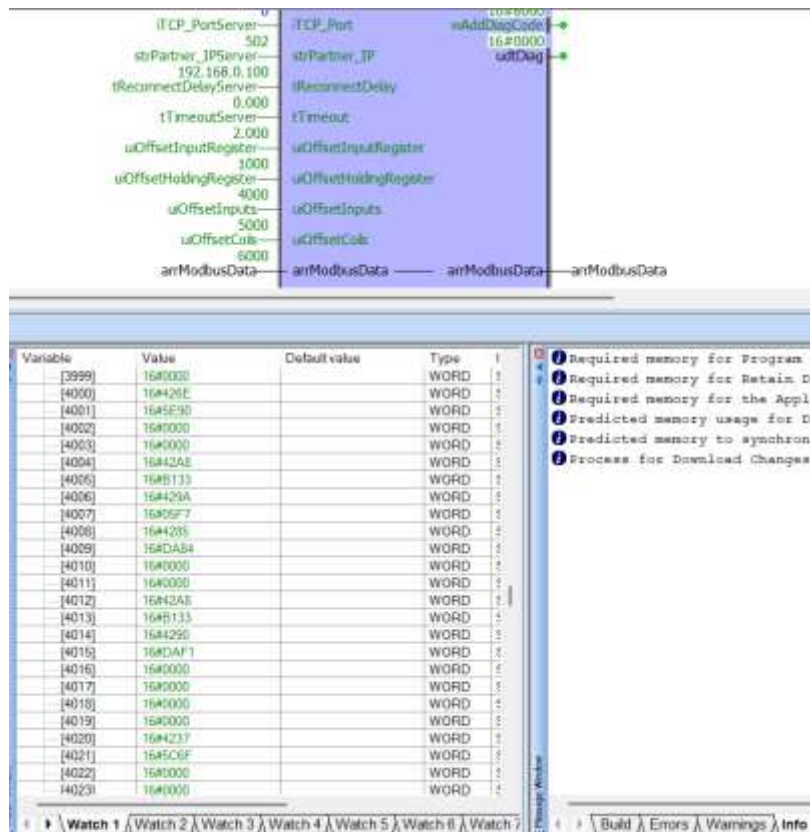 0 16#8000
iTCP_PortServer iTCP_Port wAddDiagCode
502 16#0000
strPartner_IPServer strPartner_IP udtDiag
192.168.0.100
tReconnectDelayServer tReconnectDelay
0.000
tTimeoutServer tTimeout
2.000
uiOffsetInputRegister uiOffsetInputRegister
1000
uiOffsetHoldingRegister uiOffsetHoldingRegister
4000
uiOffsetInputs uiOffsetInputs
5000
uiOffsetCoils uiOffsetCoils
6000
arrModbusData arrModbusData arrModbusData arrModbusData
Variable Value Default value Type
[3999] 16#0000 WORD
[4000] 16#426E WORD
[4001] 16#5E90 WORD
[4002] 16#0000 WORD
[4003] 16#0000 WORD
[4004] 16#42A8 WORD
[4005] 16#B133 WORD
[4006] 16#429A WORD
[4007] 16#05F7 WORD
[4008] 16#4285 WORD
[4009] 16#DA84 WORD
[4010] 16#0000 WORD
[4011] 16#0000 WORD
[4012] 16#42A8 WORD
[4013] 16#B133 WORD
[4014] 16#4290 WORD
[4015] 16#DAF1 WORD
[4016] 16#0000 WORD
[4017] 16#0000 WORD
[4018] 16#0000 WORD
[4019] 16#0000 WORD
[4020] 16#4237 WORD
[4021] 16#5C6F WORD
[4022] 16#0000 WORD
[4023] 16#0000 WORD
Watch 1 Watch 2 Watch 3 Watch 4 Watch 5 Watch 6 Watch 7
Required memory for Program
Required memory for Retain D
Required memory for the Appl
Predicted memory usage for D
Predicted memory to synchron
Process for Download Changes
Message Window
Build Errors Warnings Info